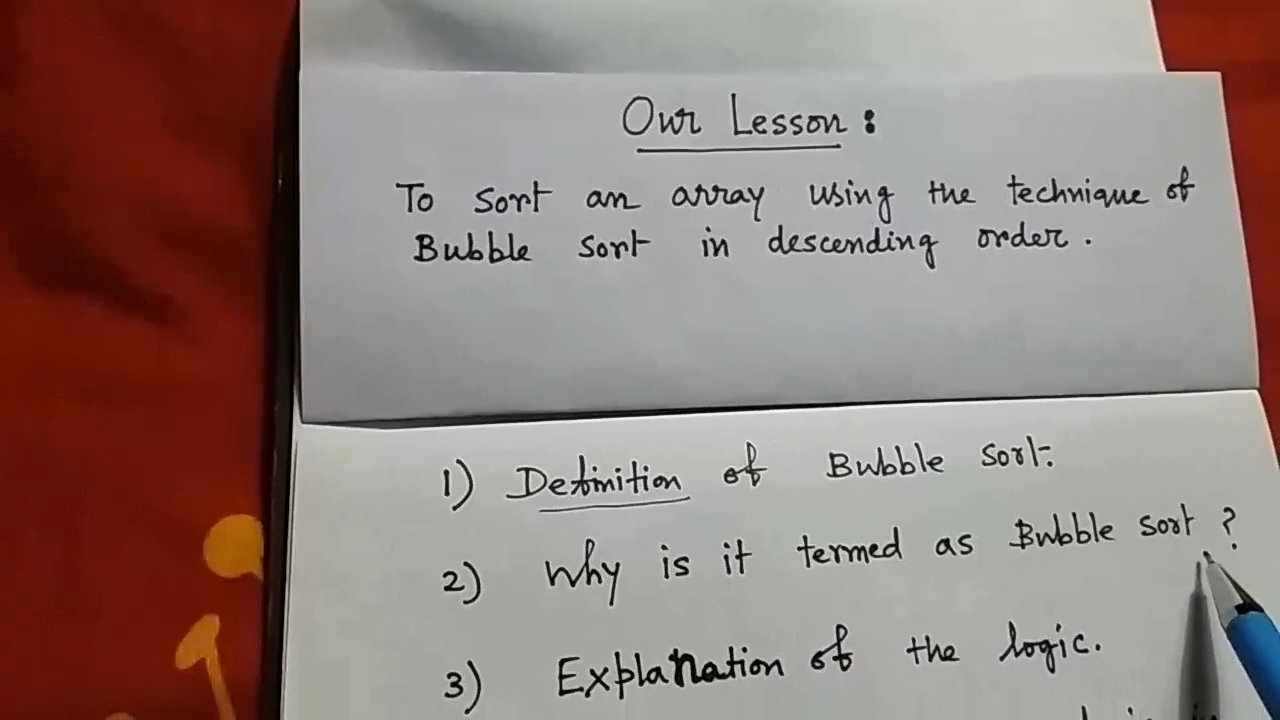 Our Lesson :
To sort an array using the technique of
Bubble sort in descending order.
1) Definition of Bubble sort.
2) Why is it termed as Bubble sort ?
3) Explanation of the logic.